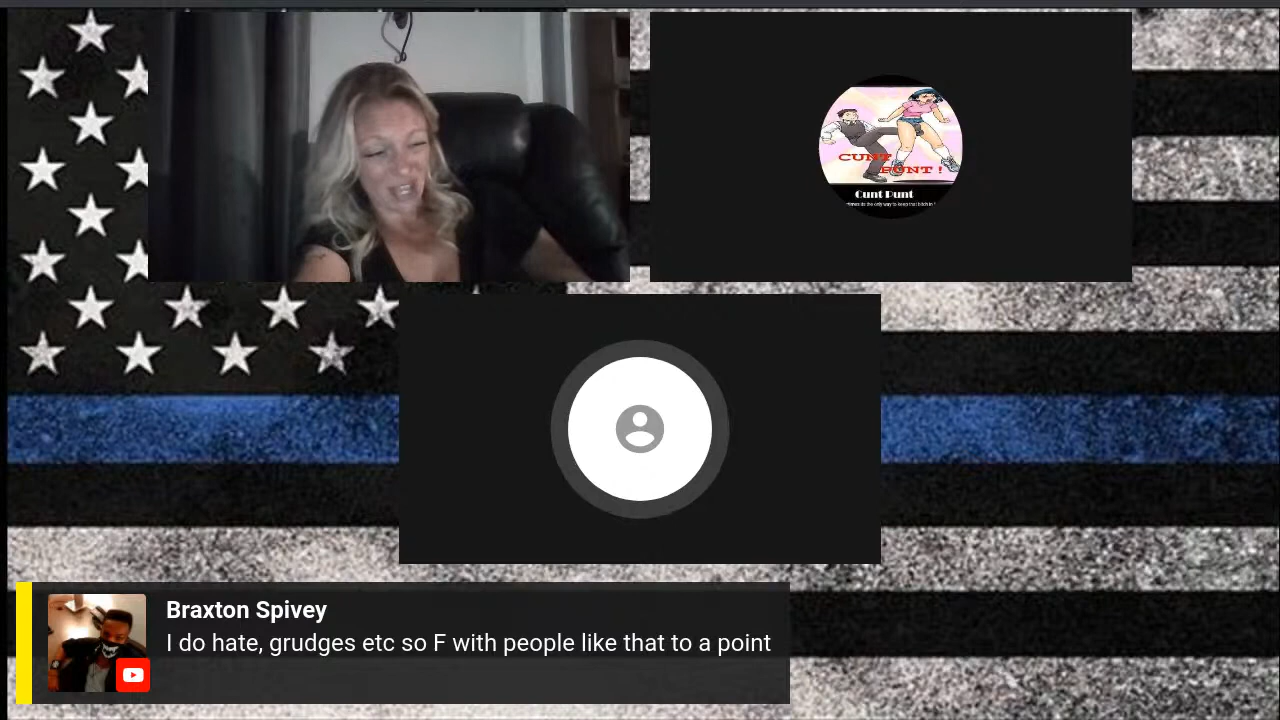 CUNT
PUNT !
Cunt Punt
Braxton Spivey
I do hate, grudges etc so F with people like that to a point